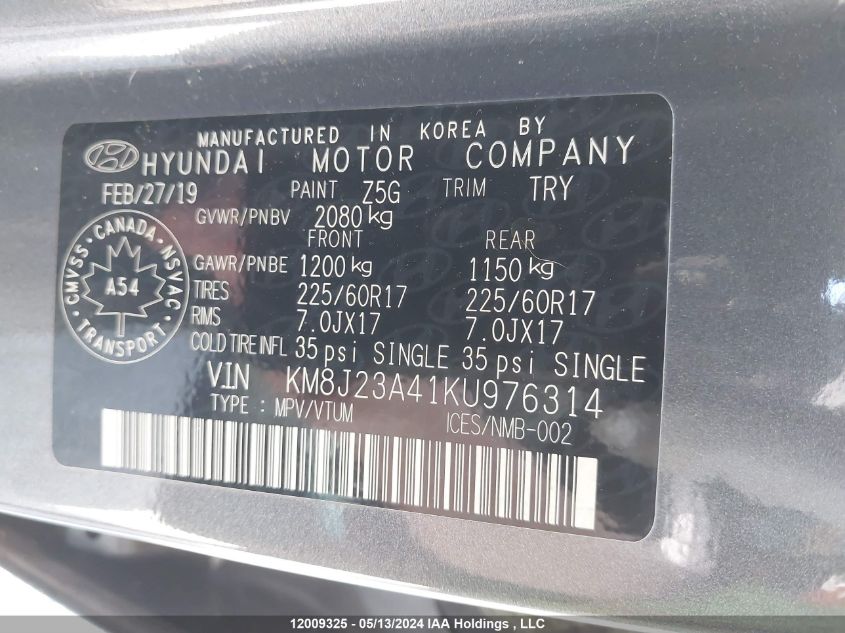 MANUFACTURED IN KOREA BY
HYUNDAI MOTOR COMPANY
FEB/27/19 PAINT Z5G TRIM TRY
GVWR/PNBV 2080 kg
FRONT REAR
GAWR/PNBE 1200 kg 1150 kg
TIRES 225/60R17 225/60R17
RIMS 7.0JX17 7.0JX17
COLD TIRE INFL 35 psi SINGLE 35 psi SINGLE
VIN KM8J23A41KU976314
TYPE : MPV/VTUM ICES/NMB-002
CMVSS · CANADA · NSVAC · TRANSPORT ·
A54
12009325 - 05/13/2024 IAA Holdings , LLC